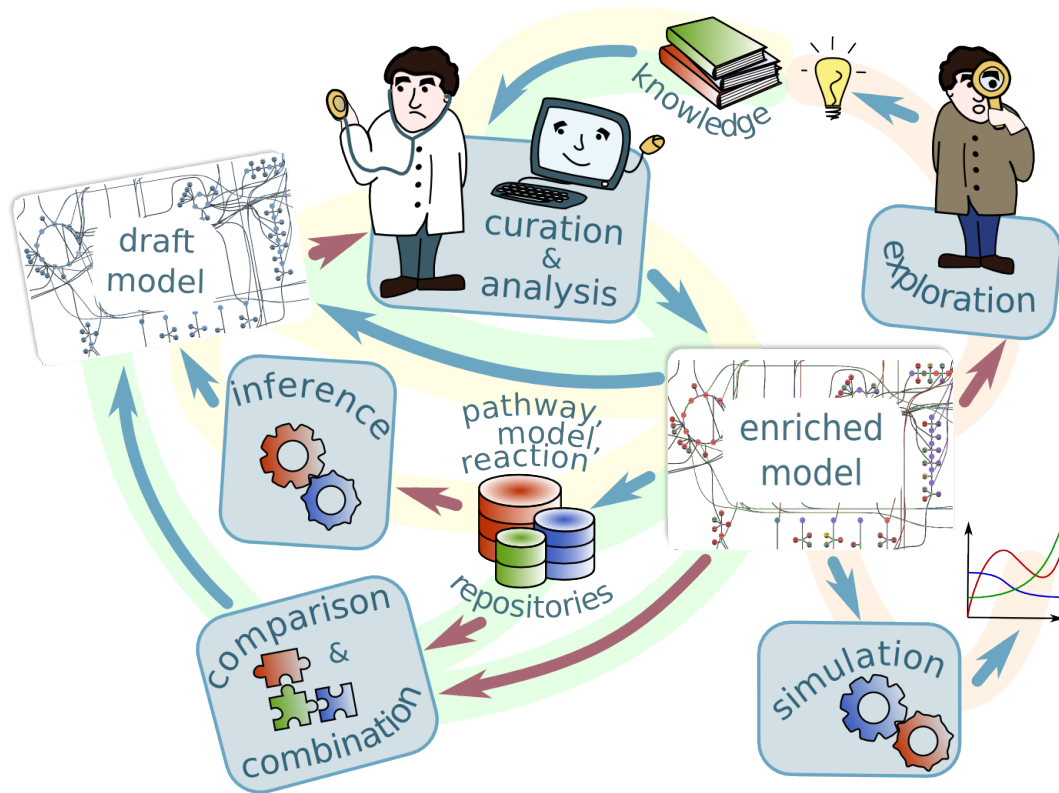 knowledge
curation
&
analysis
draft
model
exploration
inference
pathway,
model,
reaction
enriched
model
repositories
comparison
&
combination
simulation